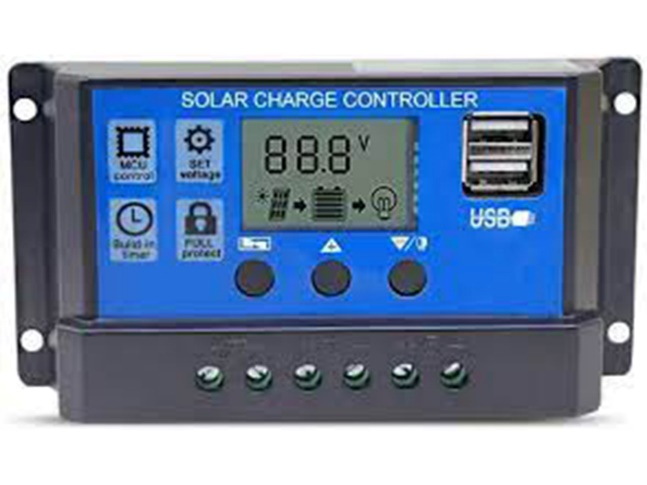 SOLAR CHARGE CONTROLLER
88.8 V
MCU
control
SET
voltage
Build-in
timer
FULL
protect
USB